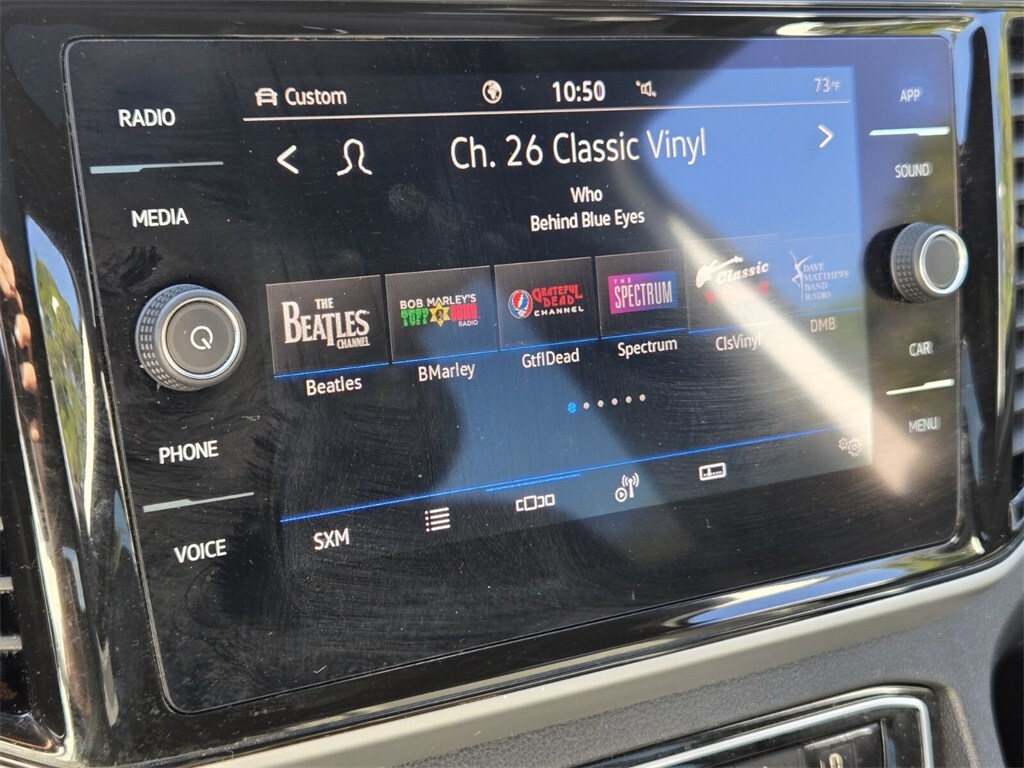 RADIO
MEDIA
PHONE
VOICE
Custom 10:50 73°F
Ch. 26 Classic Vinyl
Who
Behind Blue Eyes
THE
BEATLES
CHANNEL
BOB MARLEY'S
TUFF GONG
RADIO
GRATEFUL
DEAD
CHANNEL
THE
SPECTRUM
Classic
DAVE
MATTHEWS
BAND
RADIO
Beatles BMarley GtflDead Spectrum ClsVinyl DMB
SXM
APP
SOUND
CAR
MENU